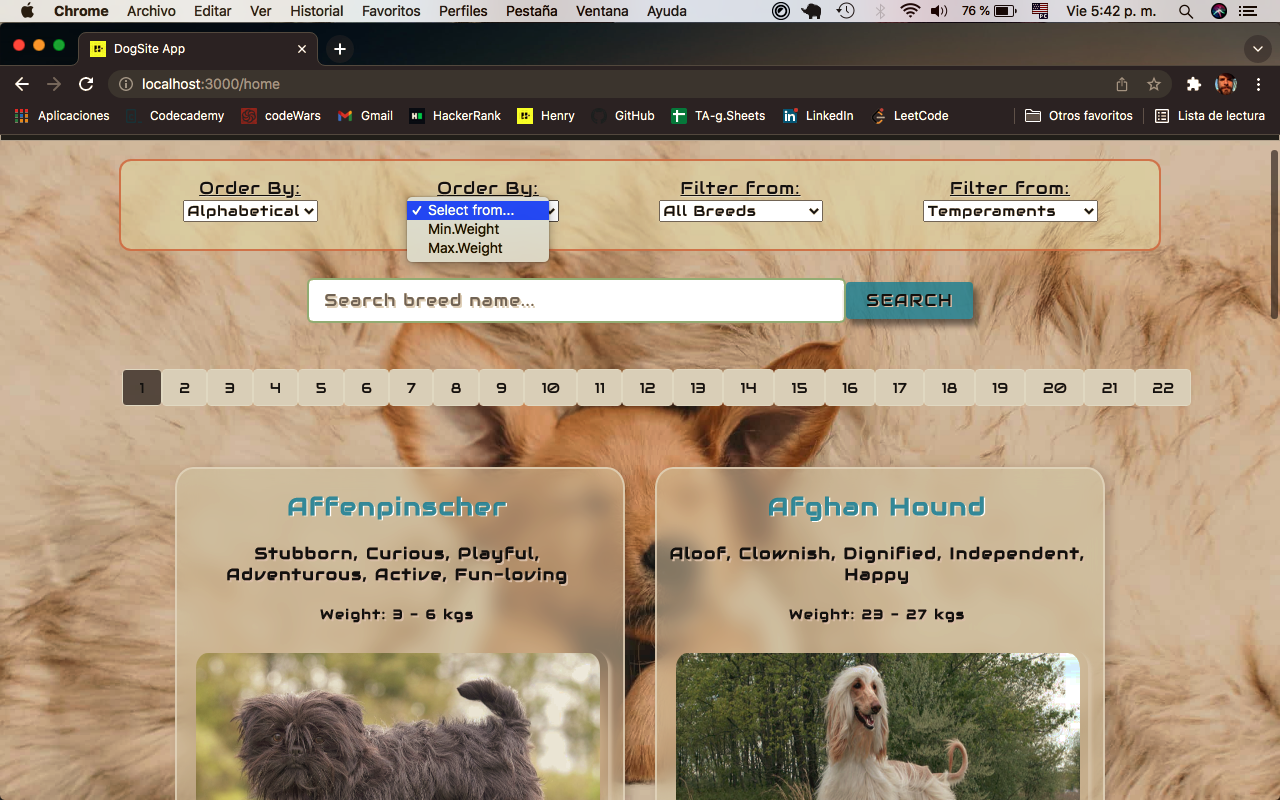 Chrome Archivo Editar Ver Historial Favoritos Perfiles Pestaña Ventana Ayuda 76 % Vie 5:42 p. m.
DogSite App
localhost:3000/home
Aplicaciones Codecademy codeWars Gmail HackerRank Henry GitHub TA-g.Sheets LinkedIn LeetCode Otros favoritos Lista de lectura
Order By: Order By: Filter from: Filter from:
Alphabetical ✓ Select from... All Breeds Temperaments
Min.Weight
Max.Weight
Search breed name... SEARCH
1 2 3 4 5 6 7 8 9 10 11 12 13 14 15 16 17 18 19 20 21 22
Affenpinscher
Stubborn, Curious, Playful,
Adventurous, Active, Fun-loving
Weight: 3 - 6 kgs
Afghan Hound
Aloof, Clownish, Dignified, Independent,
Happy
Weight: 23 - 27 kgs